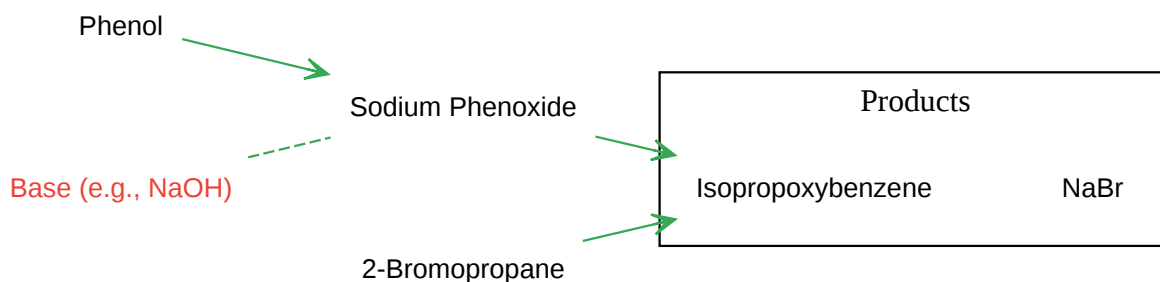 Phenol
Sodium Phenoxide
Base (e.g., NaOH)
2-Bromopropane
Products
Isopropoxybenzene
NaBr